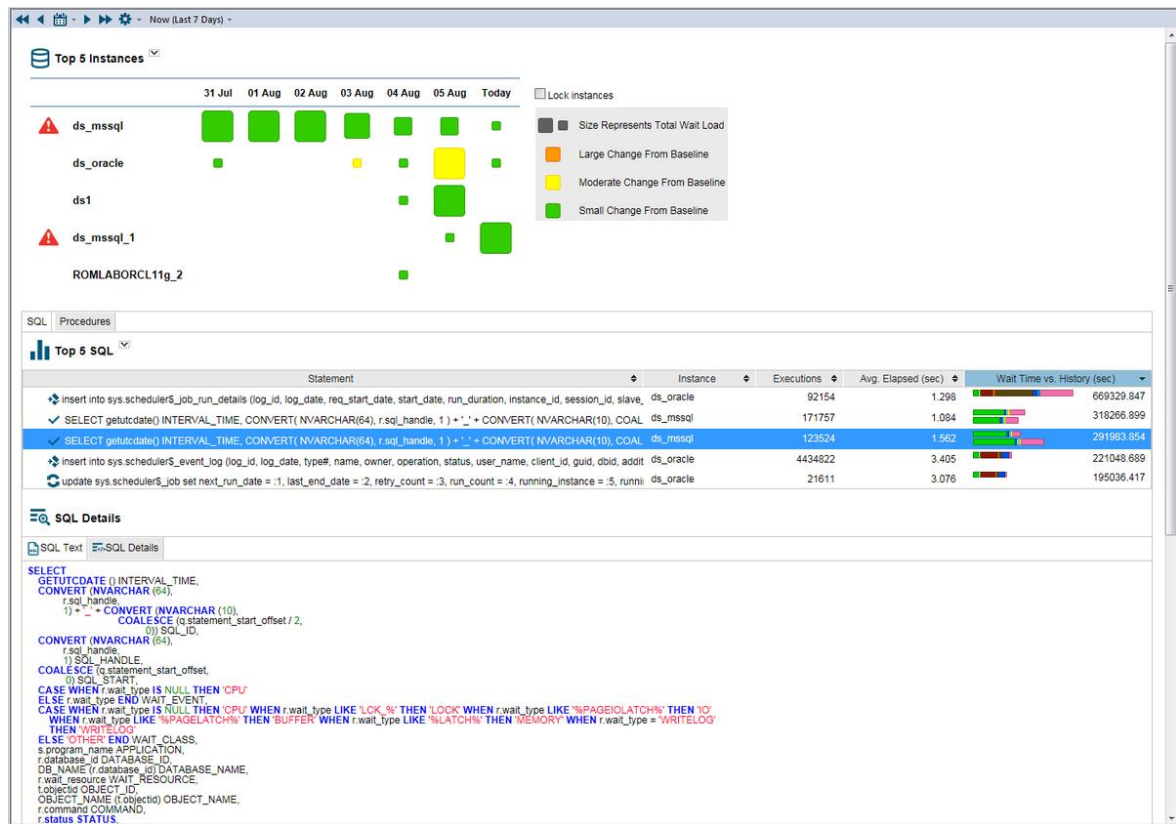 Now (Last 7 Days)
Top 5 Instances
31 Jul 01 Aug 02 Aug 03 Aug 04 Aug 05 Aug Today
Lock instances
ds_mssql
Size Represents Total Wait Load
Large Change From Baseline
ds_oracle
Moderate Change From Baseline
ds1
Small Change From Baseline
ds_mssql_1
ROMLABORCL11g_2
SQL Procedures
Top 5 SQL
Statement Instance Executions Avg. Elapsed (sec) Wait Time vs. History (sec)
insert into sys.scheduler$_job_run_details (log_id, log_date, req_start_date, start_date, run_duration, instance_id, session_id, slave_ ds_oracle 92154 1.298 669329.847
SELECT getutcdate() INTERVAL_TIME, CONVERT( NVARCHAR(64), r.sql_handle, 1 ) + '_' + CONVERT( NVARCHAR(10), COAL ds_mssql 171757 1.084 318266.899
SELECT getutcdate() INTERVAL_TIME, CONVERT( NVARCHAR(64), r.sql_handle, 1 ) + '_' + CONVERT( NVARCHAR(10), COAL ds_mssql 123524 1.562 291983.854
insert into sys.scheduler$_event_log (log_id, log_date, type#, name, owner, operation, status, user_name, client_id, guid, dbid, addit ds_oracle 4434822 3.405 221048.689
update sys.scheduler$_job set next_run_date = :1, last_end_date = :2, retry_count = :3, run_count = :4, running_instance = :5, runni ds_oracle 21611 3.076 195036.417
SQL Details
SQL Text SQL Details
SELECT
GETUTCDATE () INTERVAL_TIME,
CONVERT (NVARCHAR (64),
r.sql_handle,
1) + '_' + CONVERT (NVARCHAR (10),
COALESCE (q.statement_start_offset / 2,
0)) SQL_ID,
CONVERT (NVARCHAR (64),
r.sql_handle,
1) SQL_HANDLE,
COALESCE (q.statement_start_offset,
0) SQL_START,
CASE WHEN r.wait_type IS NULL THEN 'CPU'
ELSE r.wait_type END WAIT_EVENT,
CASE WHEN r.wait_type IS NULL THEN 'CPU' WHEN r.wait_type LIKE 'LCK_%' THEN 'LOCK' WHEN r.wait_type LIKE '%PAGEIOLATCH%' THEN 'IO'
WHEN r.wait_type LIKE '%PAGELATCH%' THEN 'BUFFER' WHEN r.wait_type LIKE '%LATCH%' THEN 'MEMORY' WHEN r.wait_type = 'WRITELOG'
THEN 'WRITELOG'
ELSE 'OTHER' END WAIT_CLASS,
s.program_name APPLICATION,
r.database_id DATABASE_ID,
DB_NAME (r.database_id) DATABASE_NAME,
r.wait_resource WAIT_RESOURCE,
t.objectid OBJECT_ID,
OBJECT_NAME (t.objectid) OBJECT_NAME,
r.command COMMAND,
r.status STATUS,